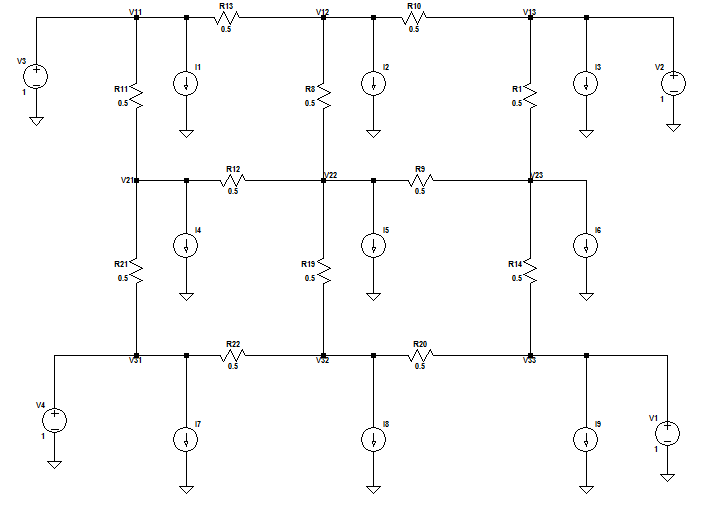 R13 R10
V11 V12 V13
0.5 0.5
V3 I1 I2 I3 V2
R11 R8 R1
1 0.5 0.5 0.5 1
R12 R9
V21 V22 V23
0.5 0.5
I4 I5 I6
R21 R19 R14
0.5 0.5 0.5
R22 R20
V31 V32 V33
0.5 0.5
V4 V1
I7 I8 I9
1 1